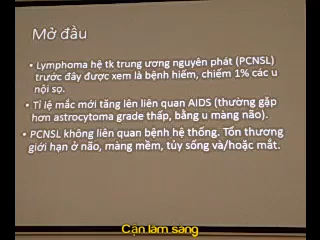 Mở đầu
• Lymphoma hệ tk trung ương nguyên phát (PCNSL)
trước đây được xem là bệnh hiếm, chiếm 1% các u
nội sọ.
• Tỉ lệ mắc mới tăng lên liên quan AIDS (thường gặp
hơn astrocytoma grade thấp, bằng u màng não).
• PCNSL không liên quan bệnh hệ thống. Tổn thương
giới hạn ở não, màng mềm, tủy sống và/hoặc mắt.
Cận lâm sàng